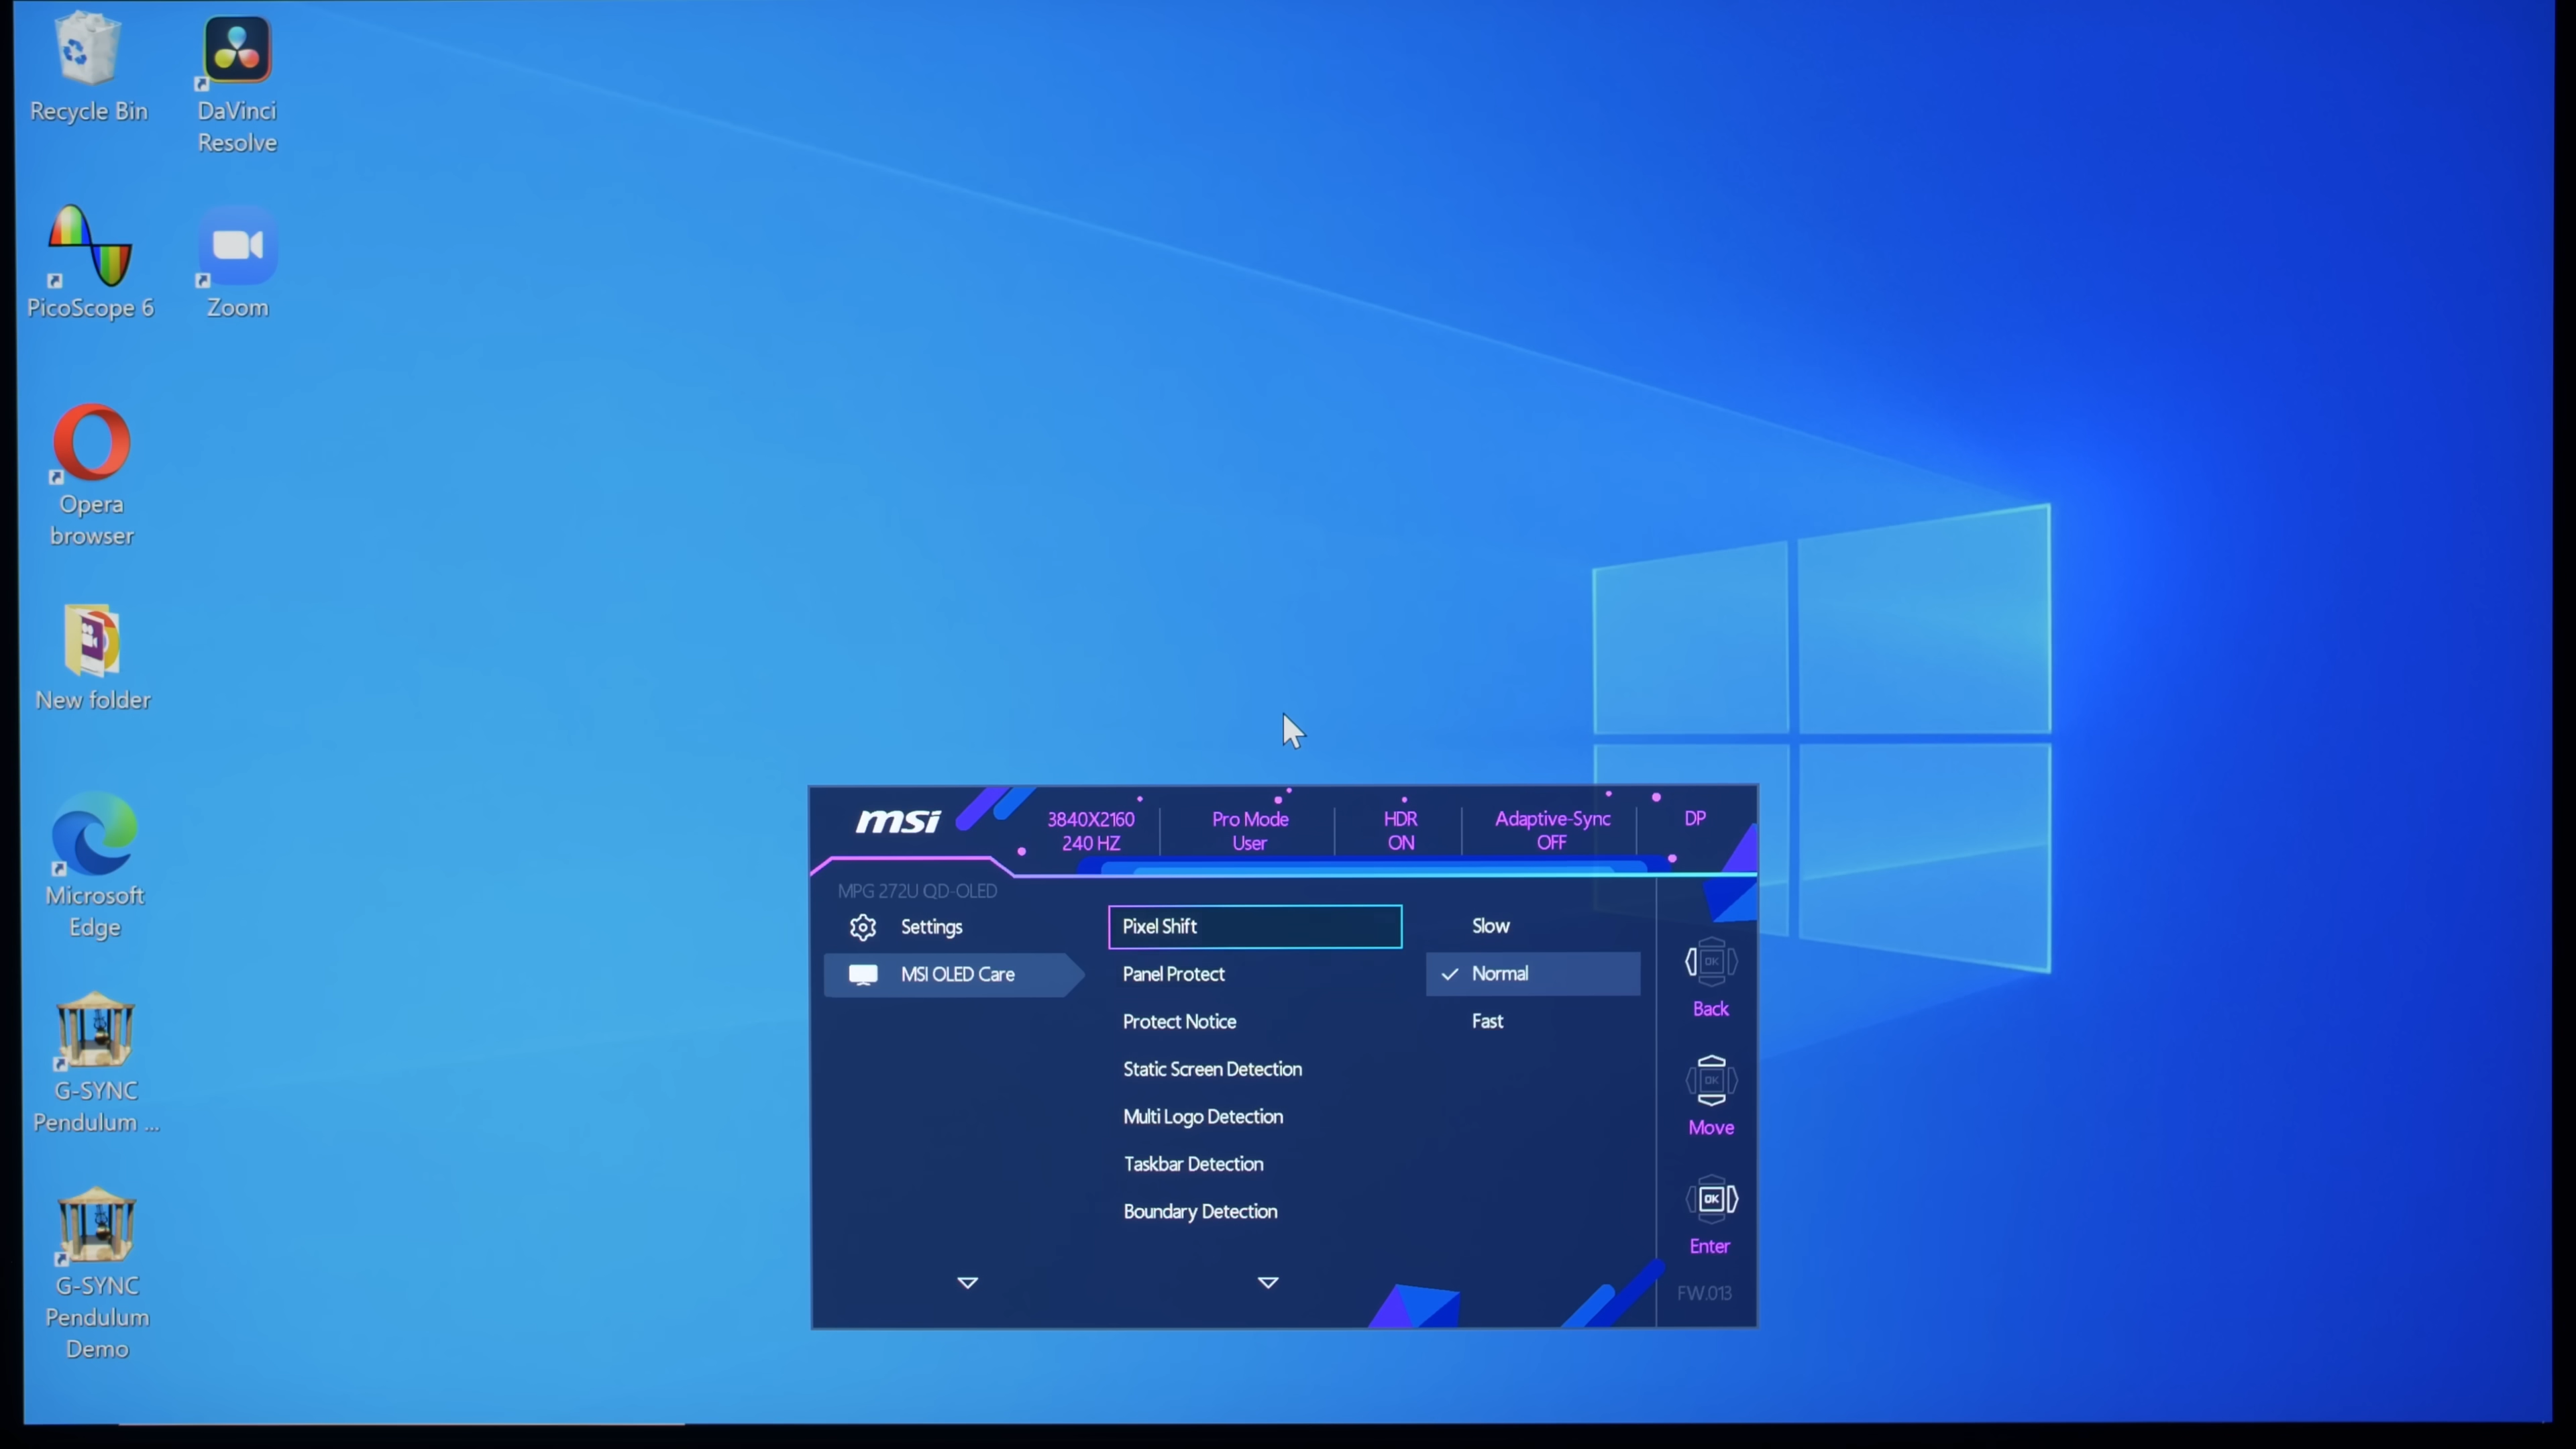 Recycle Bin
DaVinci
Resolve
PicoScope 6
Zoom
Opera
browser
New folder
Microsoft
Edge
G-SYNC
Pendulum ...
G-SYNC
Pendulum
Demo
msi
3840X2160
240 HZ
Pro Mode
User
HDR
ON
Adaptive-Sync
OFF
DP
MPG 272U QD-OLED
Settings
MSI OLED Care
Pixel Shift
Panel Protect
Protect Notice
Static Screen Detection
Multi Logo Detection
Taskbar Detection
Boundary Detection
Slow
Normal
Fast
OK
Back
OK
Move
OK
Enter
FW.013